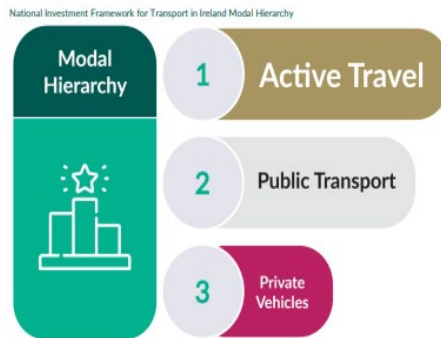 National Investment Framework for Transport in Ireland Modal Hierarchy
Modal
Hierarchy
1
Active Travel
2
Public Transport
3
Private
Vehicles